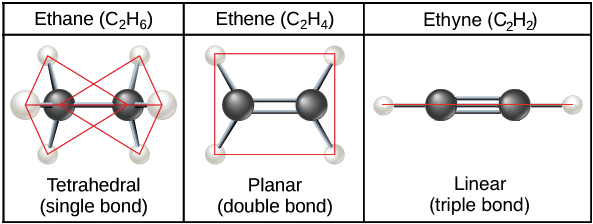 Ethane (C₂H₆)
Ethene (C₂H₄)
Ethyne (C₂H₂)
Tetrahedral
(single bond)
Planar
(double bond)
Linear
(triple bond)